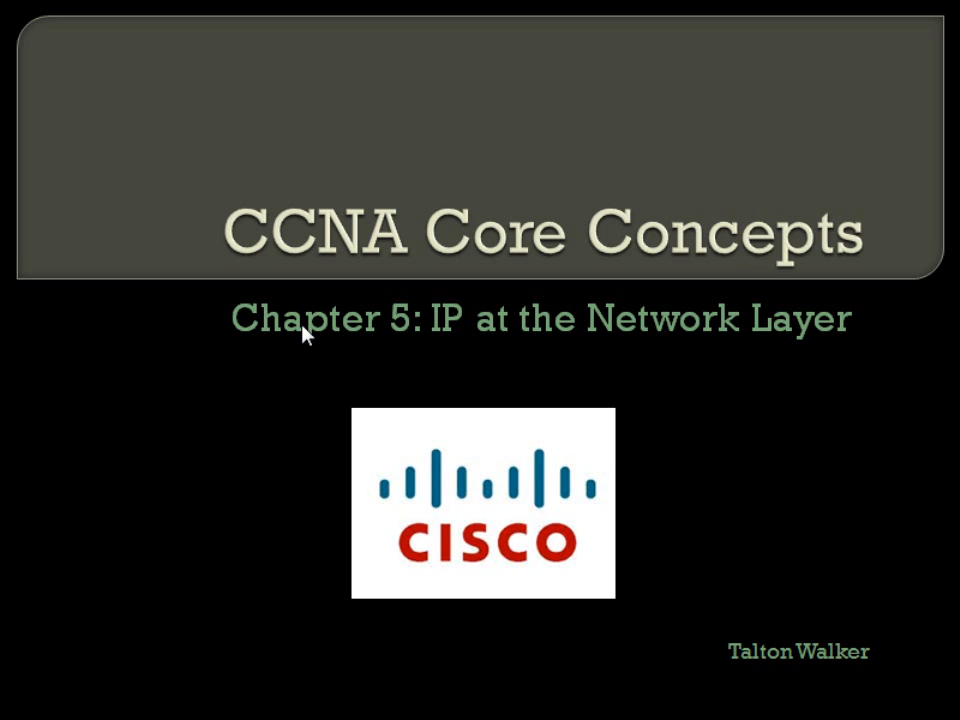 CCNA Core Concepts
Chapter 5: IP at the Network Layer
CISCO
Talton Walker